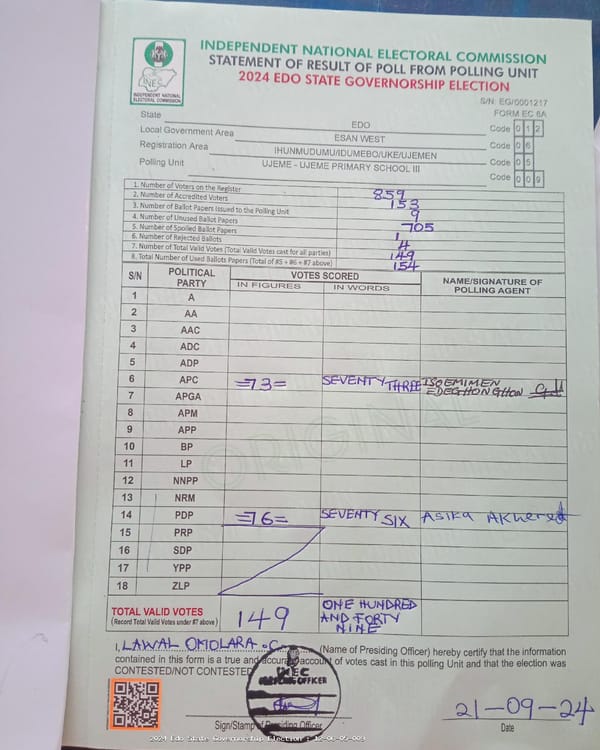 INDEPENDENT NATIONAL ELECTORAL COMMISSION
STATEMENT OF RESULT OF POLL FROM POLLING UNIT
2024 EDO STATE GOVERNORSHIP ELECTION
INEC
INDEPENDENT NATIONAL
ELECTORAL COMMISSION
S/N: EG/0001217
FORM EC 8A
State EDO Code 0 1 2
Local Government Area ESAN WEST Code 0 6
Registration Area IHUNMUDUMU/IDUMEBO/UKE/UJEMEN Code 0 5
Polling Unit UJEME - UJEME PRIMARY SCHOOL III Code 0 0 9
1. Number of Voters on the Register 859
2. Number of Accredited Voters 153
3. Number of Ballot Papers Issued to the Polling Unit 9
4. Number of Unused Ballot Papers 705
5. Number of Spoiled Ballot Papers 1
6. Number of Rejected Ballots 4
7. Number of Total Valid Votes (Total Valid Votes cast for all parties) 149
8. Total Number of Used Ballots Papers (Total of #5 + #6 + #7 above) 154
S/N POLITICAL PARTY VOTES SCORED NAME/SIGNATURE OF POLLING AGENT
IN FIGURES IN WORDS
1 A
2 AA
3 AAC
4 ADC
5 ADP
6 APC =73= SEVENTY THREE ISOEMIMEN EDEGHONGHON
7 APGA
8 APM
9 APP
10 BP
11 LP
12 NNPP
13 NRM
14 PDP =76= SEVENTY SIX Asika
15 PRP
16 SDP
17 YPP
18 ZLP
ORIGINAL
TOTAL VALID VOTES 149 ONE HUNDRED AND FORTY NINE
(Record Total Valid Votes under #7 above)
I, LAWAL OMOLARA .C. (Name of Presiding Officer) hereby certify that the information
contained in this form is a true and accurate account of votes cast in this polling Unit and that the election was
CONTESTED/NOT CONTESTED
INEC
PRESIDING OFFICER
Sign/Stamp of Presiding Officer
21-09-24
Date
2024 Edo State Governorship Election : 12-06-05-009